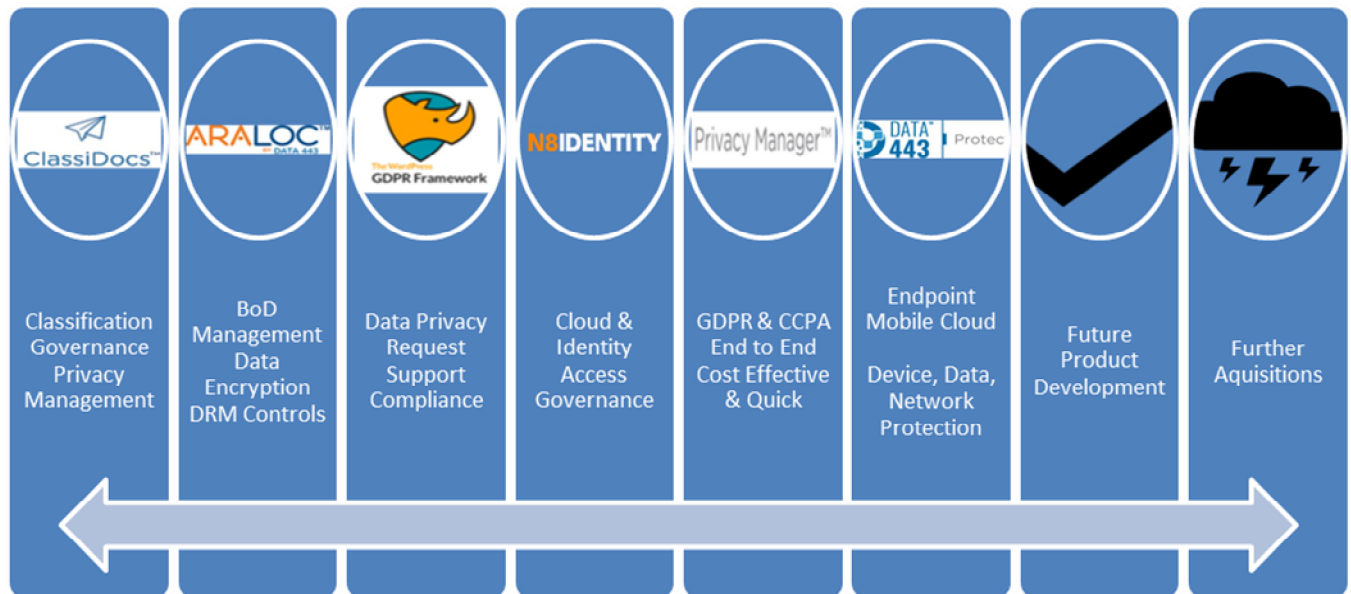 ClassiDocs™
Classification
Governance
Privacy
Management
ARALOC™
BY DATA 443
BoD
Management
Data
Encryption
DRM Controls
The WordPress
GDPR Framework
Data Privacy
Request
Support
Compliance
N8IDENTITY
Cloud &
Identity
Access
Governance
Privacy Manager™
GDPR & CCPA
End to End
Cost Effective
& Quick
DATA™
443
Protec
Endpoint
Mobile Cloud
Device, Data,
Network
Protection
Future
Product
Development
Further
Aquisitions